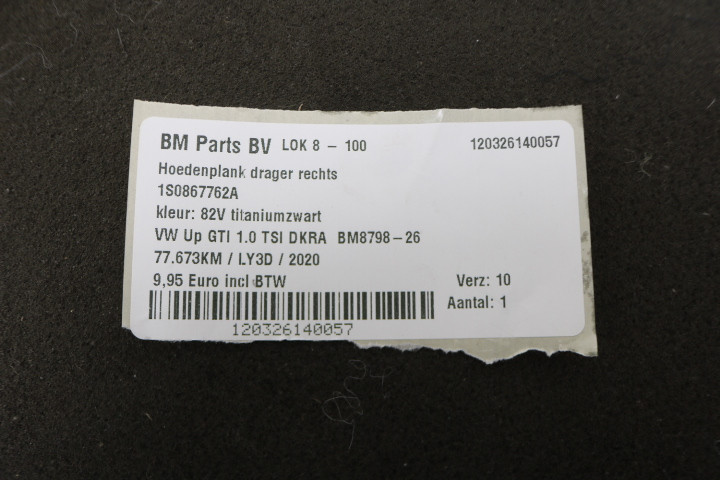 BM Parts BV LOK 8 – 100 120326140057
Hoedenplank drager rechts
1S0867762A
kleur: 82V titaniumzwart
VW Up GTI 1.0 TSI DKRA BM8798–26
77.673KM / LY3D / 2020
9,95 Euro incl BTW Verz: 10
Aantal: 1
120326140057